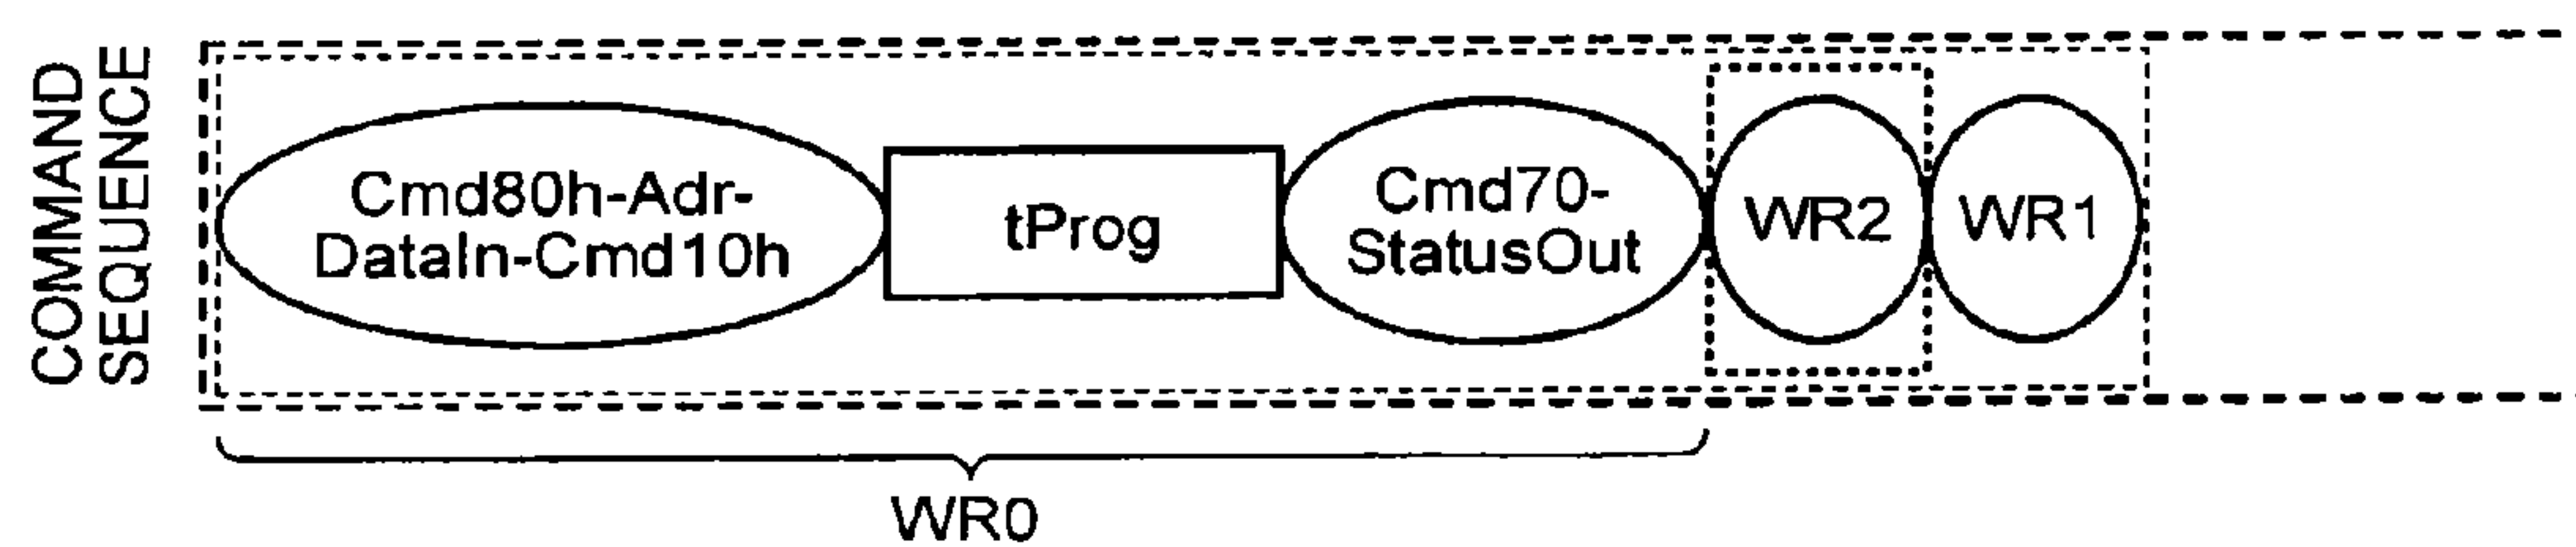 COMMAND
SEQUENCE
Cmd80h-Adr-
DataIn-Cmd10h
tProg
Cmd70-
StatusOut
WR2
WR1
WR0